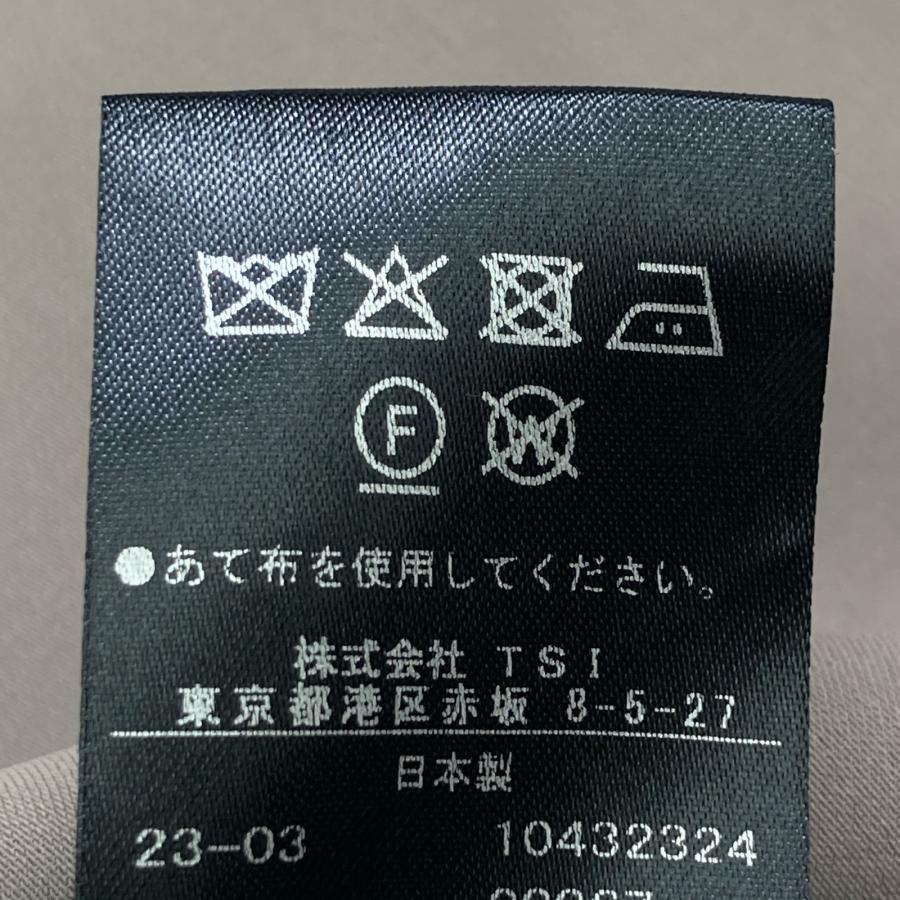 F W
●あて布を使用してください。
株式会社 TSI
東京都港区赤坂 8-5-27
日本製
23-03 10432324